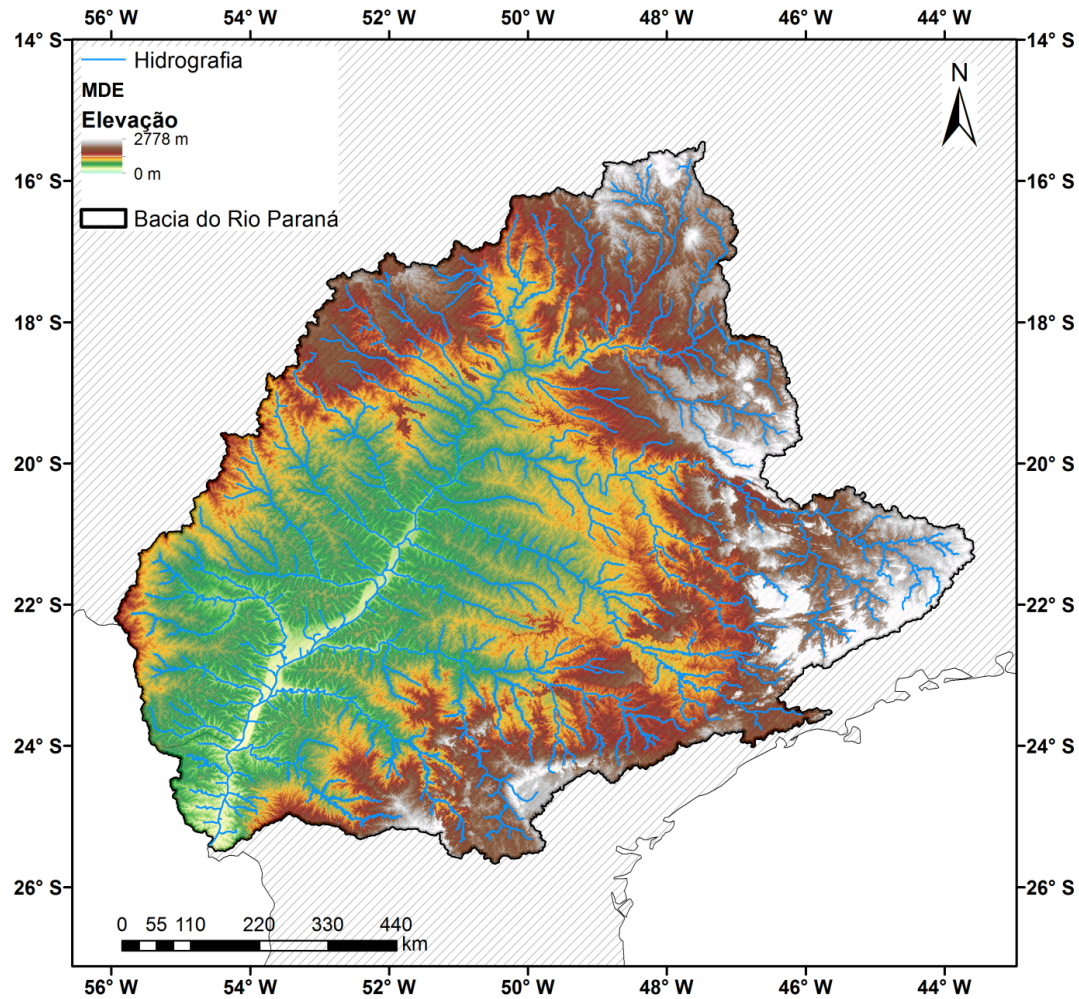 56° W 54° W 52° W 50° W 48° W 46° W 44° W
14° S 14° S
Hidrografia
MDE
Elevação
2778 m
0 m
Bacia do Rio Paraná
N
16° S 16° S
18° S 18° S
20° S 20° S
22° S 22° S
24° S 24° S
26° S 26° S
0 55 110 220 330 440
km
56° W 54° W 52° W 50° W 48° W 46° W 44° W